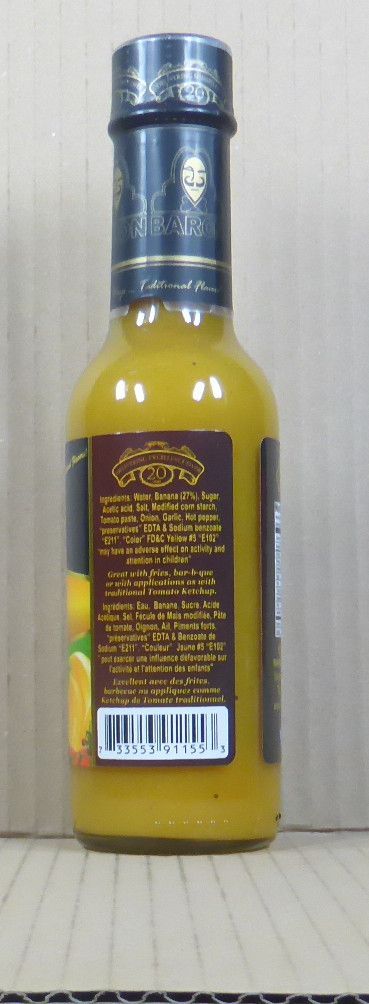 20
ON BARC
Traditional Flavor
20
Ingredients: Water, Banana (27%), Sugar,
Acetic acid, Salt, Modified corn starch,
Tomato paste, Onion, Garlic, Hot pepper,
"preservatives" EDTA & Sodium benzoate
"E211", "Color" FD&C Yellow #5 "E102"
"may have an adverse effect on activity and
attention in children"
Great with fries, bar-b-que
or with applications as with
traditional Tomato Ketchup.
Ingrédients: Eau, Banane, Sucre, Acide
Acétique, Sel, Fecule de Maïs modifiée, Pâte
de tomate, Oignon, Ail, Piments forts,
"préservatives" EDTA & Benzoate de
Sodium "E211", "Couleur" Jaune #5 "E102"
"peut exercer une influence défavorable sur
l'activité et l'attention des enfants"
Excellent avec des frites,
barbecue ou appliquez comme
Ketchup de Tomate traditionnel.
7 33553 91155 3